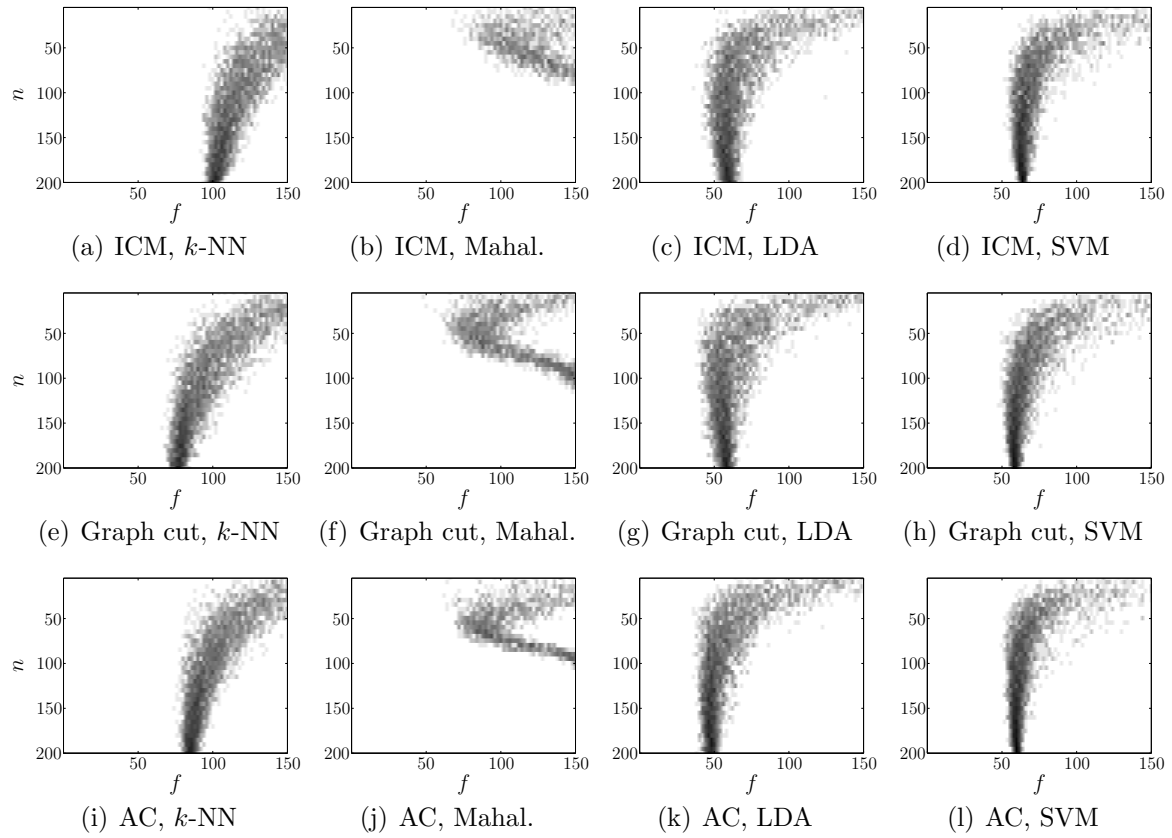 50
100
150
200
n
50 100 150
f
(a) ICM, k-NN
50
100
150
200
50 100 150
f
(b) ICM, Mahal.
50
100
150
200
50 100 150
f
(c) ICM, LDA
50
100
150
200
50 100 150
f
(d) ICM, SVM
50
100
150
200
n
50 100 150
f
(e) Graph cut, k-NN
50
100
150
200
50 100 150
f
(f) Graph cut, Mahal.
50
100
150
200
50 100 150
f
(g) Graph cut, LDA
50
100
150
200
50 100 150
f
(h) Graph cut, SVM
50
100
150
200
n
50 100 150
f
(i) AC, k-NN
50
100
150
200
50 100 150
f
(j) AC, Mahal.
50
100
150
200
50 100 150
f
(k) AC, LDA
50
100
150
200
50 100 150
f
(l) AC, SVM